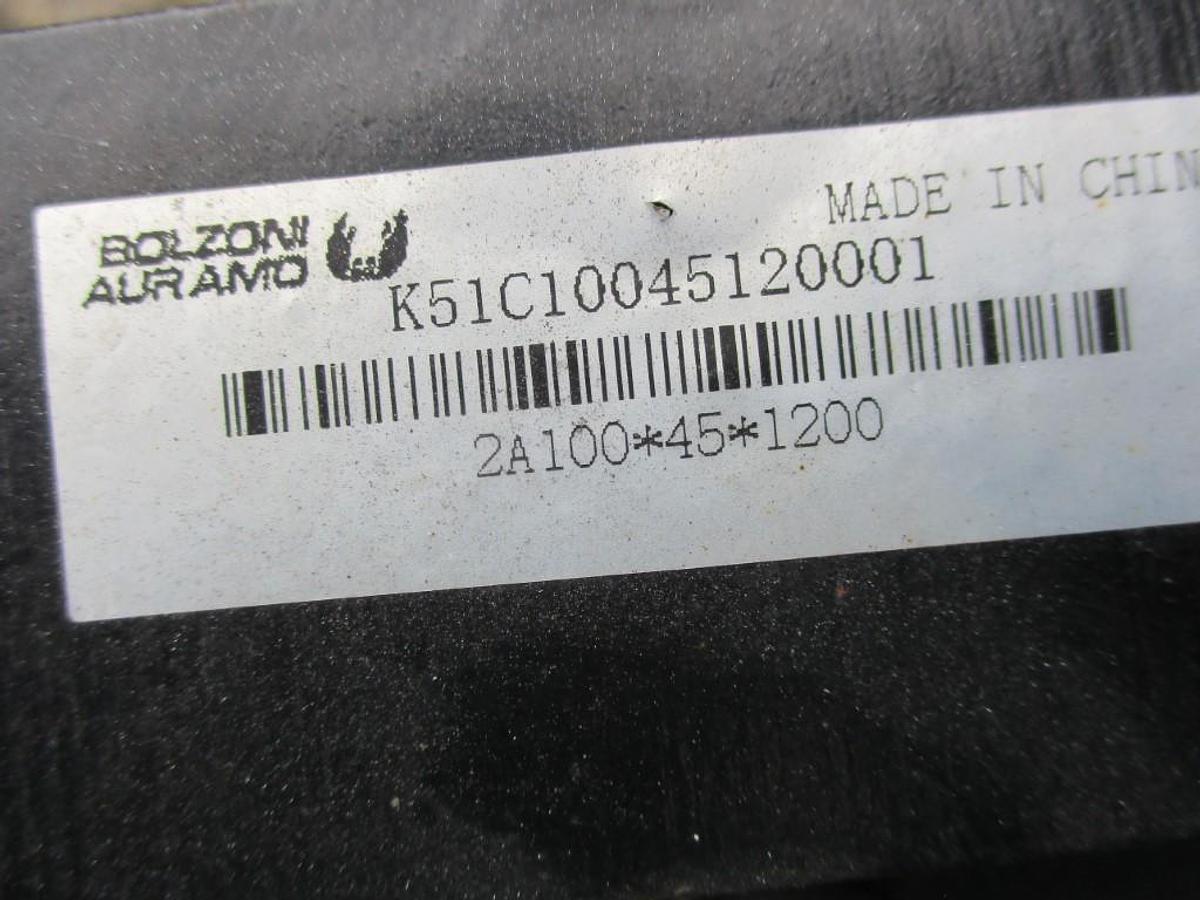 MADE IN CHIN
BOLZONI
AURAMO
K51C10045120001
2A100*45*1200